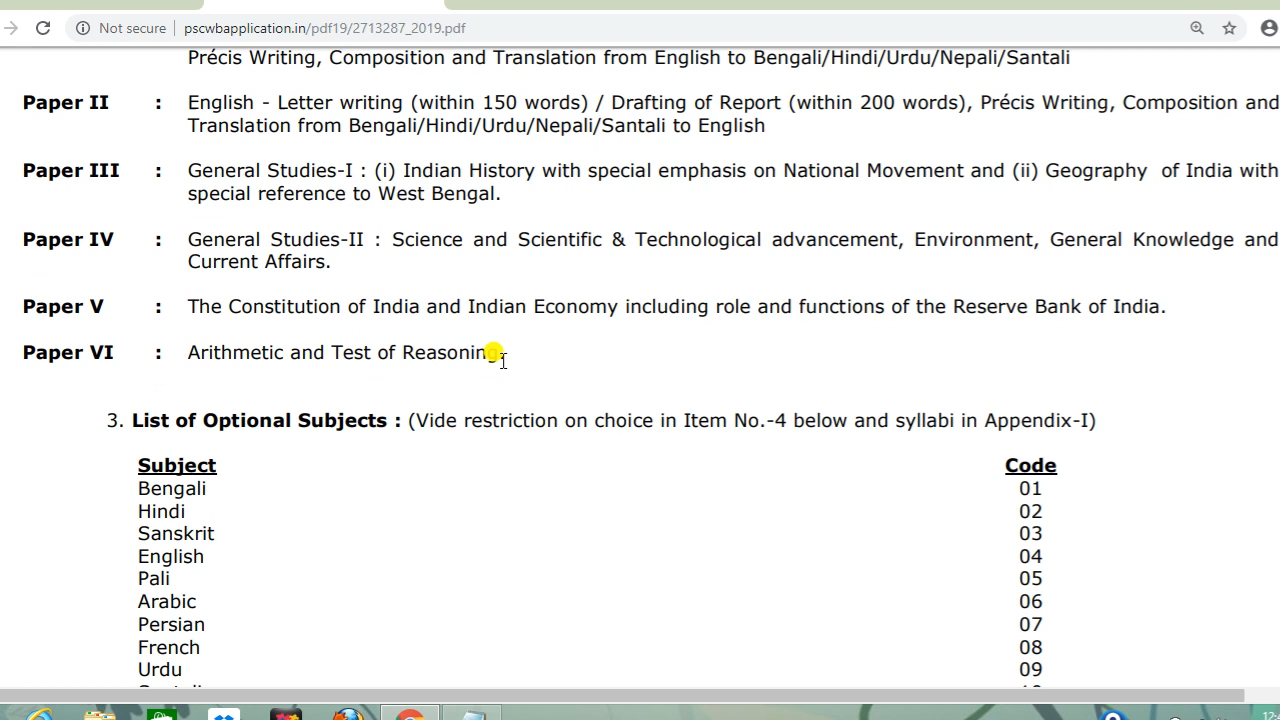 Not secure
pscwbapplication.in/pdf19/2713287_2019.pdf
Précis Writing, Composition and Translation from English to Bengali/Hindi/Urdu/Nepali/Santali
Paper II : English - Letter writing (within 150 words) / Drafting of Report (within 200 words), Précis Writing, Composition and
Translation from Bengali/Hindi/Urdu/Nepali/Santali to English
Paper III : General Studies-I : (i) Indian History with special emphasis on National Movement and (ii) Geography of India with
special reference to West Bengal.
Paper IV : General Studies-II : Science and Scientific & Technological advancement, Environment, General Knowledge and
Current Affairs.
Paper V : The Constitution of India and Indian Economy including role and functions of the Reserve Bank of India.
Paper VI : Arithmetic and Test of Reasoning.
3. List of Optional Subjects : (Vide restriction on choice in Item No.-4 below and syllabi in Appendix-I)
Subject Code
Bengali 01
Hindi 02
Sanskrit 03
English 04
Pali 05
Arabic 06
Persian 07
French 08
Urdu 09